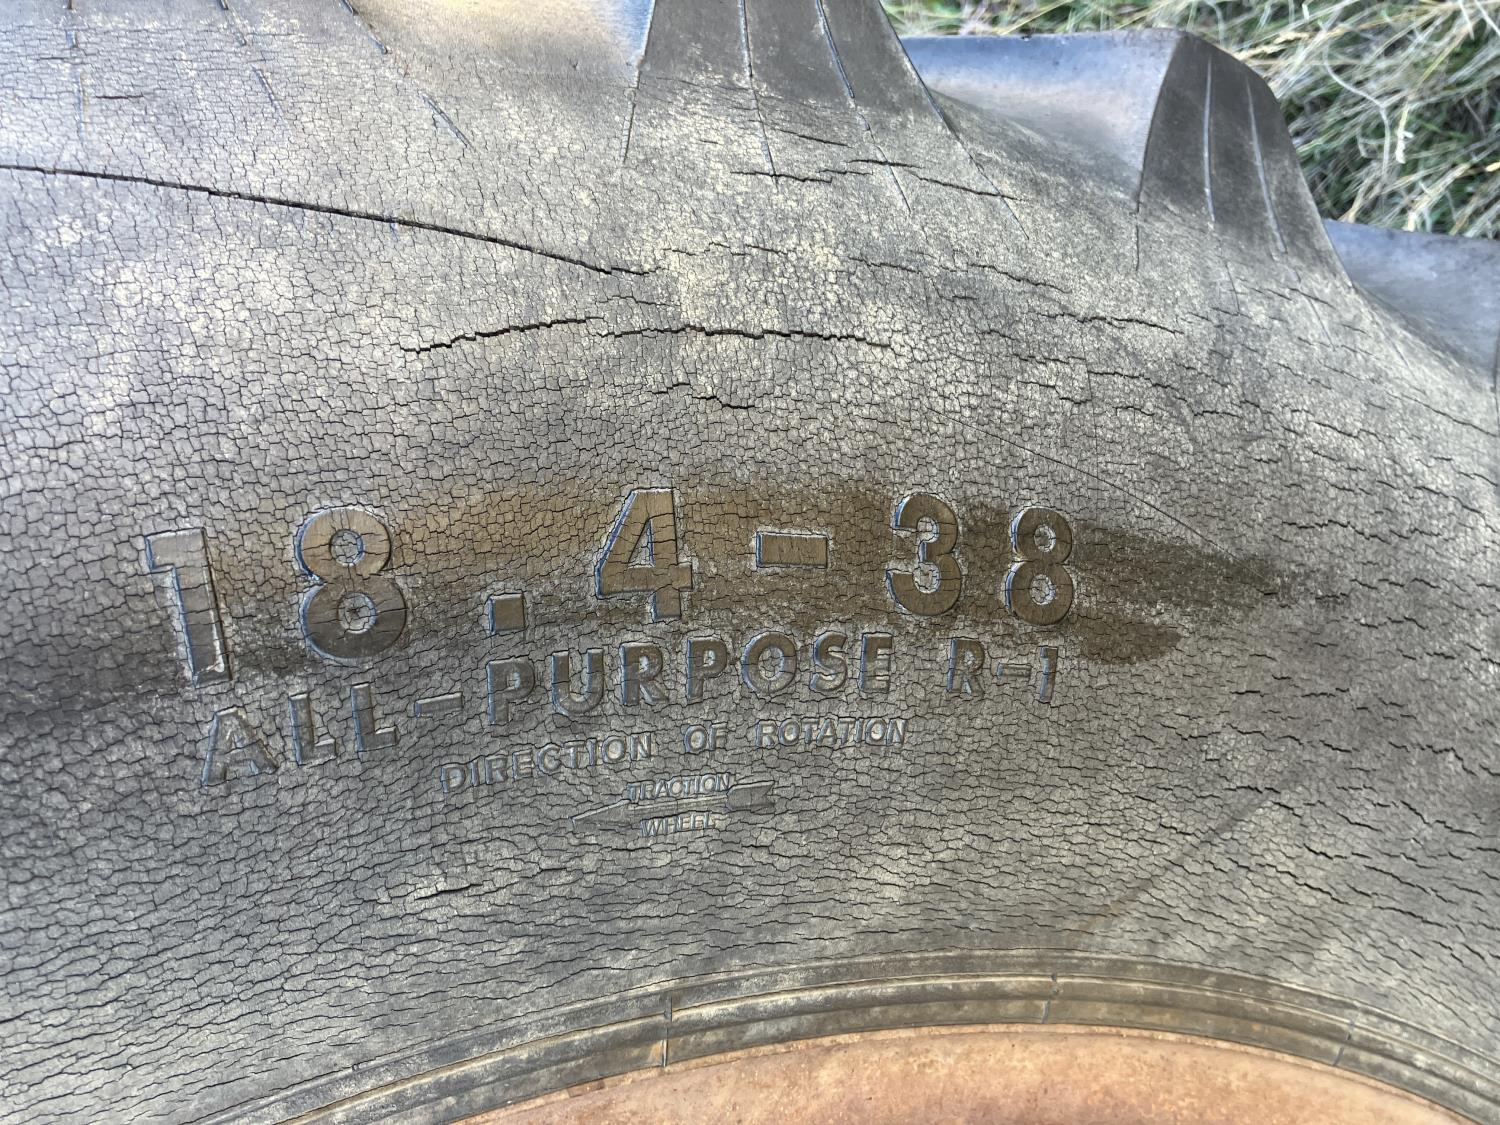 18.4-38
ALL-PURPOSE R-1
DIRECTION OF ROTATION
TRACTION
WHEEL